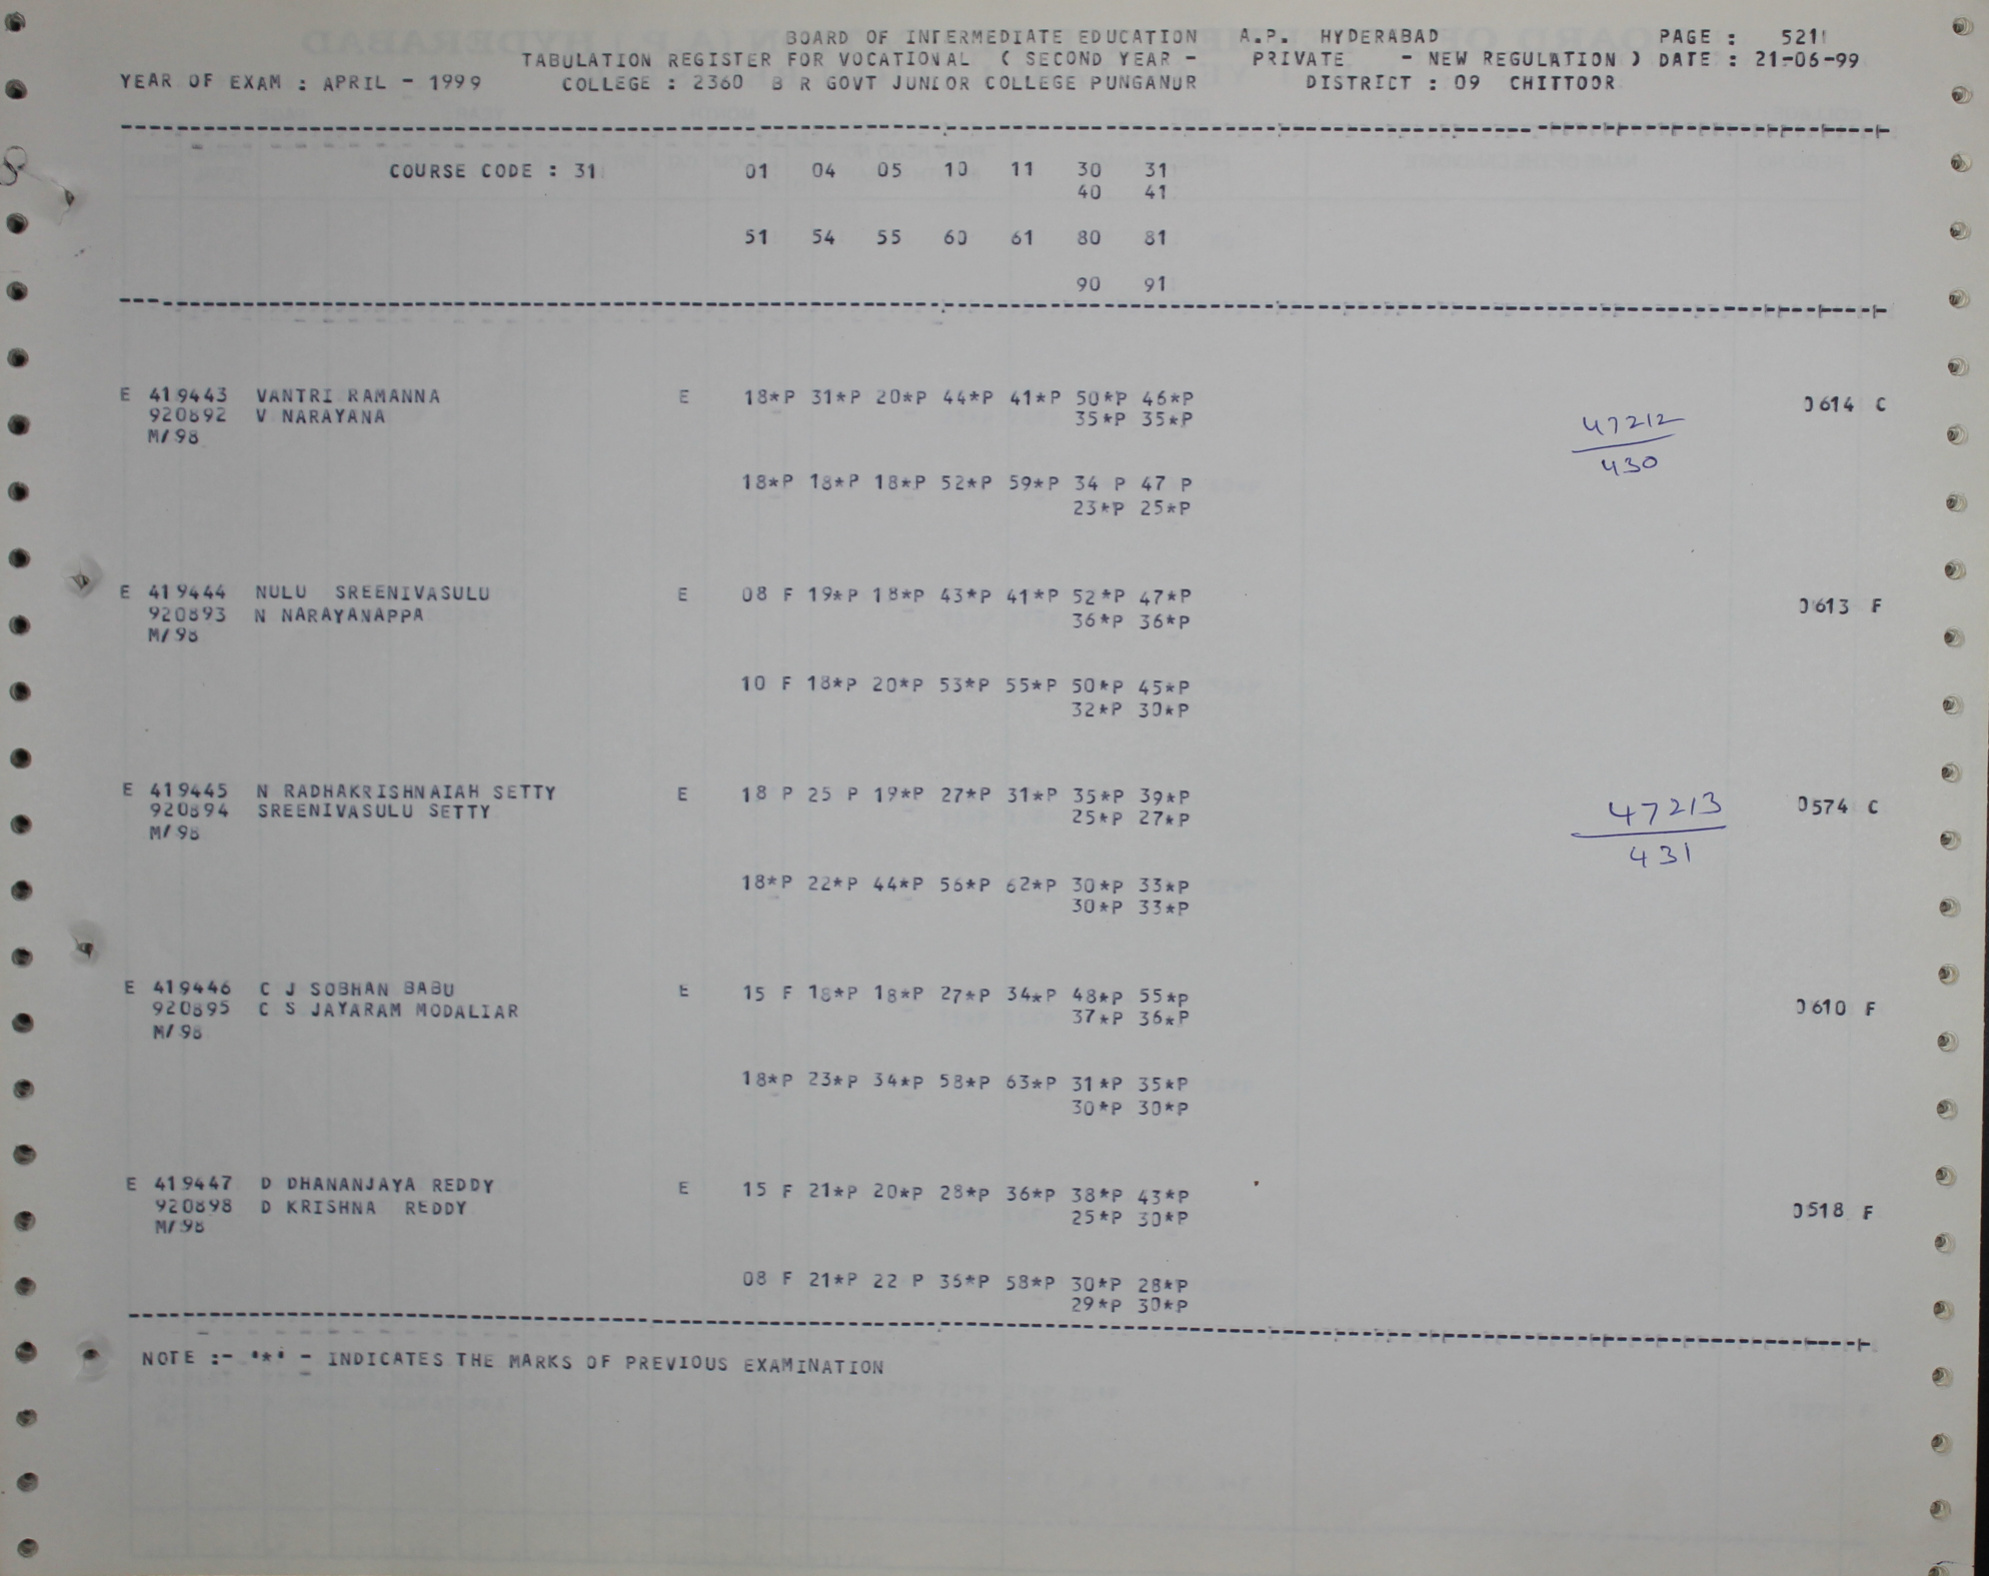 BOARD OF INTERMEDIATE EDUCATION A.P. HYDERABAD PAGE : 521
TABULATION REGISTER FOR VOCATIONAL ( SECOND YEAR - PRIVATE - NEW REGULATION ) DATE : 21-06-99
YEAR OF EXAM : APRIL - 1999 COLLEGE : 2360 B R GOVT JUNIOR COLLEGE PUNGANUR DISTRICT : 09 CHITTOOR
COURSE CODE : 31 01 04 05 10 11 30 31
40 41
51 54 55 60 61 80 81
90 91
E 419443 VANTRI RAMANNA E 18*P 31*P 20*P 44*P 41*P 50*P 46*P 0614 C
920892 V NARAYANA 35*P 35*P 47212
M/98 430
18*P 18*P 18*P 52*P 59*P 34 P 47 P
23*P 25*P
E 419444 NULU SREENIVASULU E 08 F 19*P 18*P 43*P 41*P 52*P 47*P 0613 F
920893 N NARAYANAPPA 36*P 36*P
M/98
10 F 18*P 20*P 53*P 55*P 50*P 45*P
32*P 30*P
E 419445 N RADHAKRISHNAIAH SETTY E 18 P 25 P 19*P 27*P 31*P 35*P 39*P 0574 C
920894 SREENIVASULU SETTY 25*P 27*P 47213
M/98 431
18*P 22*P 44*P 56*P 62*P 30*P 33*P
30*P 33*P
E 419446 C J SOBHAN BABU E 15 F 18*P 18*P 27*P 34*P 48*P 55*P 0610 F
920895 C S JAYARAM MODALIAR 37*P 36*P
M/98
18*P 23*P 34*P 58*P 63*P 31*P 35*P
30*P 30*P
E 419447 D DHANANJAYA REDDY E 15 F 21*P 20*P 28*P 36*P 38*P 43*P 0518 F
920898 D KRISHNA REDDY 25*P 30*P
M/98
08 F 21*P 22 P 36*P 58*P 30*P 28*P
29*P 30*P
NOTE :- '*' - INDICATES THE MARKS OF PREVIOUS EXAMINATION